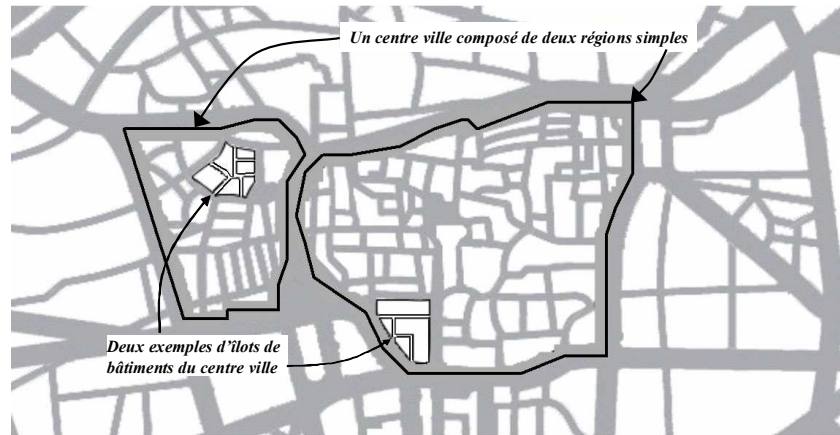 Un centre ville composé de deux régions simples
Deux exemples d'îlots de
bâtiments du centre ville